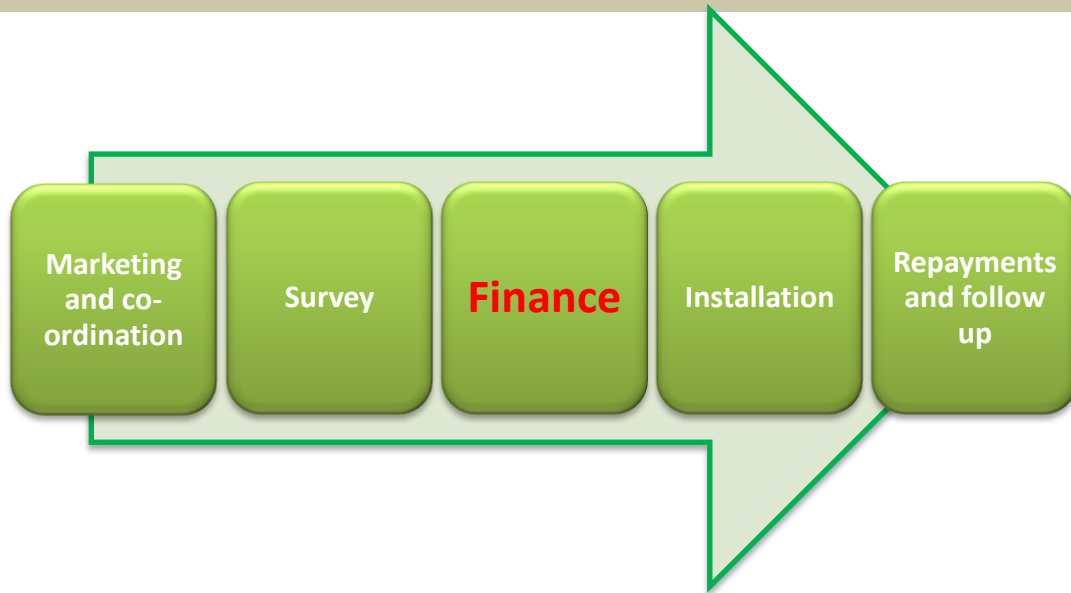 Marketing
and co-
ordination
Survey
Finance
Installation
Repayments
and follow
up